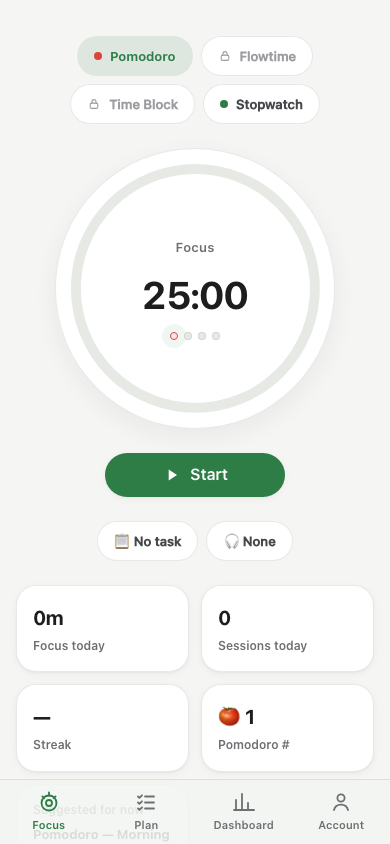 Pomodoro
Flowtime
Time Block
Stopwatch
Focus
25:00
Start
No task
None
0m
Focus today
0
Sessions today
—
Streak
1
Pomodoro #
Suggested for now
Pomodoro — Morning
Focus
Plan
Dashboard
Account